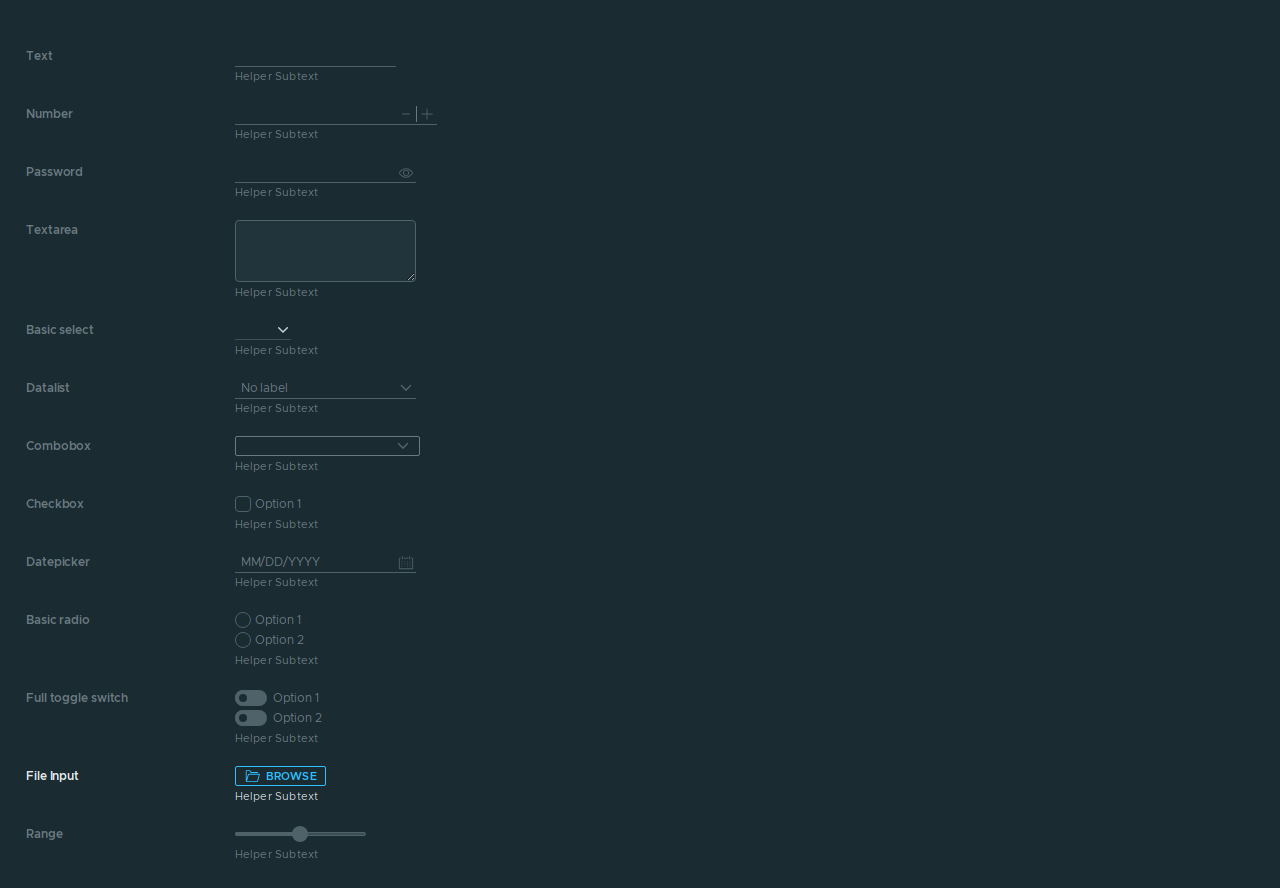 Text
Helper Subtext
Number
Helper Subtext
Password
Helper Subtext
Textarea
Helper Subtext
Basic select
Helper Subtext
Datalist
No label
Helper Subtext
Combobox
Helper Subtext
Checkbox
Option 1
Helper Subtext
Datepicker
MM/DD/YYYY
Helper Subtext
Basic radio
Option 1
Option 2
Helper Subtext
Full toggle switch
Option 1
Option 2
Helper Subtext
File Input
BROWSE
Helper Subtext
Range
Helper Subtext